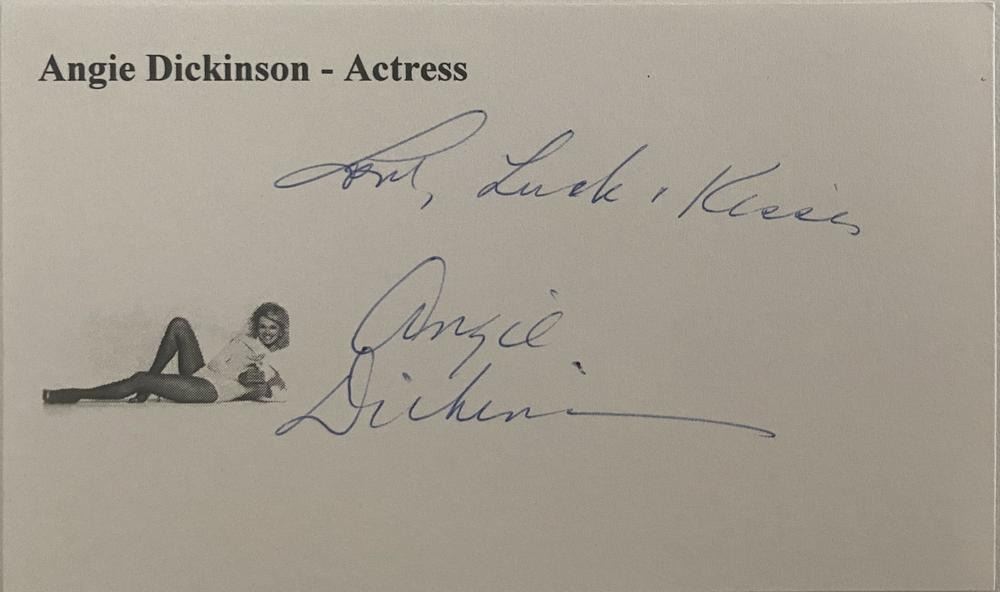 Angie Dickinson - Actress
Love, Luck & Kisses
Angie
Dickinson